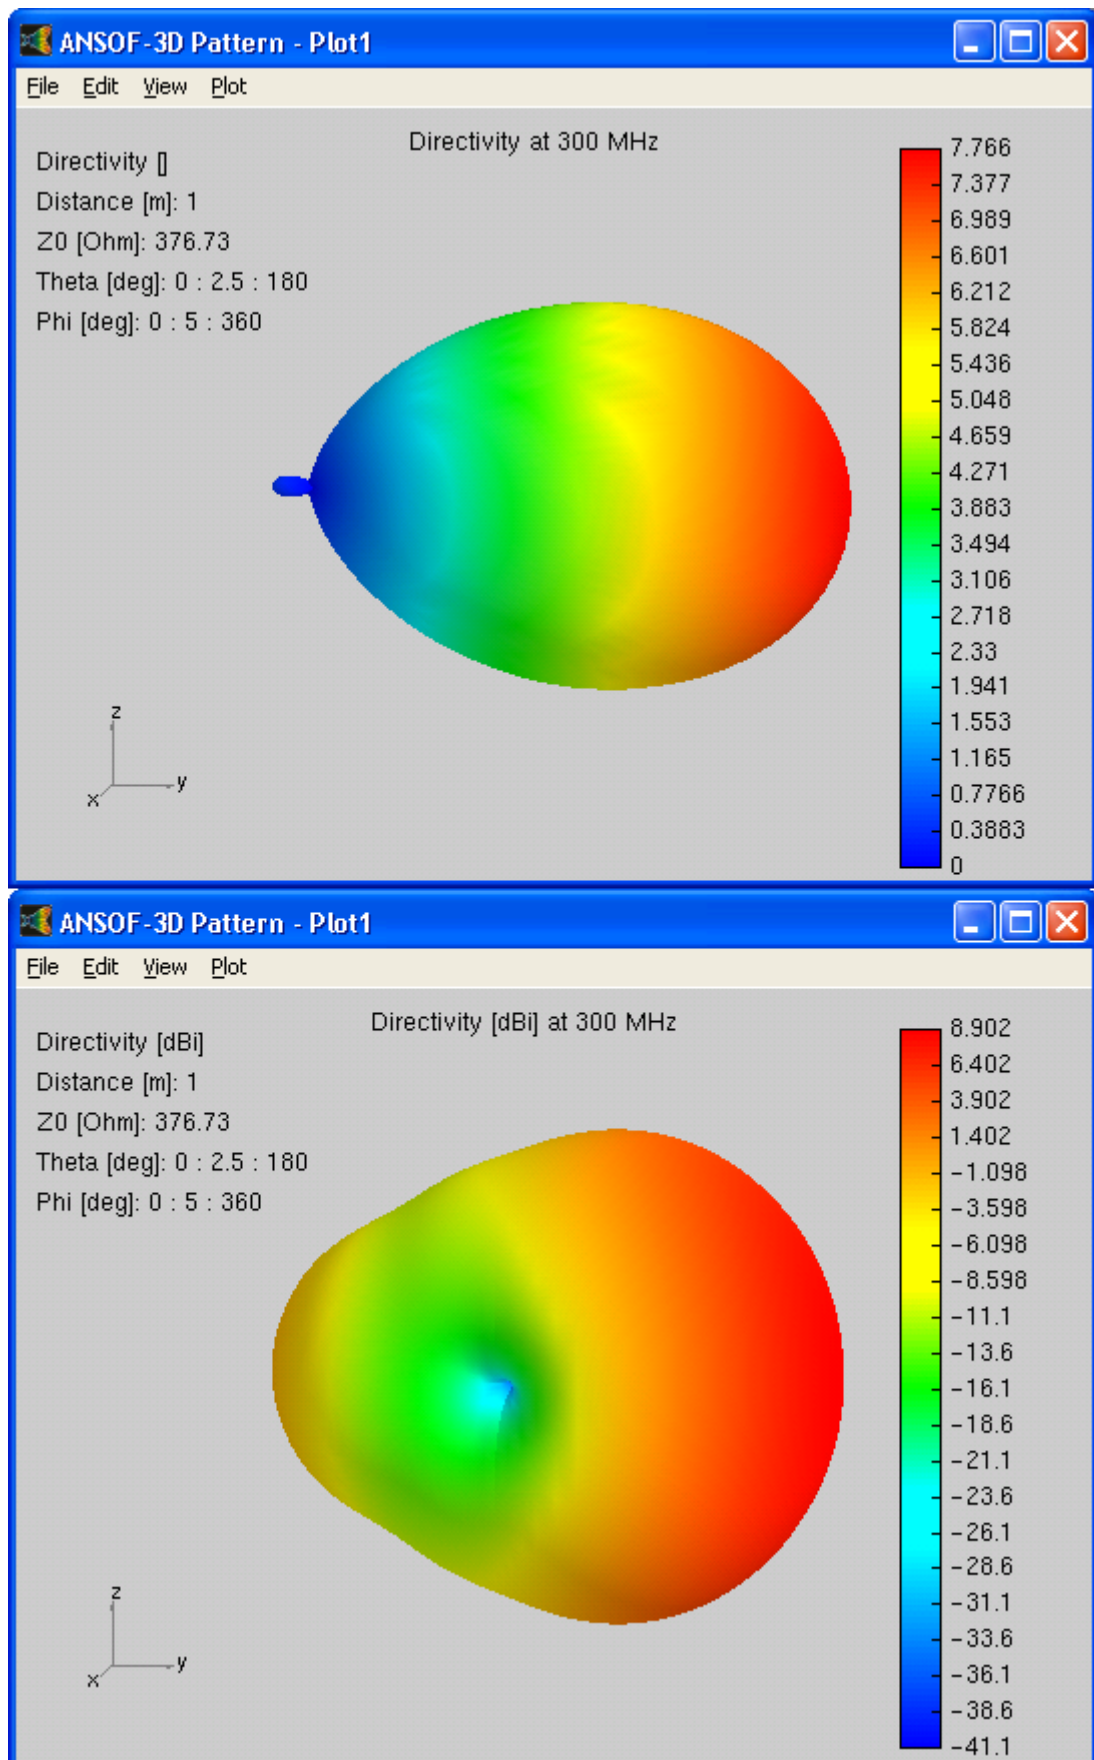 ANSOF-3D Pattern - Plot1
File Edit View Plot
Directivity at 300 MHz
Directivity []
Distance [m]: 1
Z0 [Ohm]: 376.73
Theta [deg]: 0 : 2.5 : 180
Phi [deg]: 0 : 5 : 360
7.766
7.377
6.989
6.601
6.212
5.824
5.436
5.048
4.659
4.271
3.883
3.494
3.106
2.718
2.33
1.941
1.553
1.165
0.7766
0.3883
0
z
y
x
ANSOF-3D Pattern - Plot1
File Edit View Plot
Directivity [dBi] at 300 MHz
Directivity [dBi]
Distance [m]: 1
Z0 [Ohm]: 376.73
Theta [deg]: 0 : 2.5 : 180
Phi [deg]: 0 : 5 : 360
8.902
6.402
3.902
1.402
-1.098
-3.598
-6.098
-8.598
-11.1
-13.6
-16.1
-18.6
-21.1
-23.6
-26.1
-28.6
-31.1
-33.6
-36.1
-38.6
-41.1
z
y
x